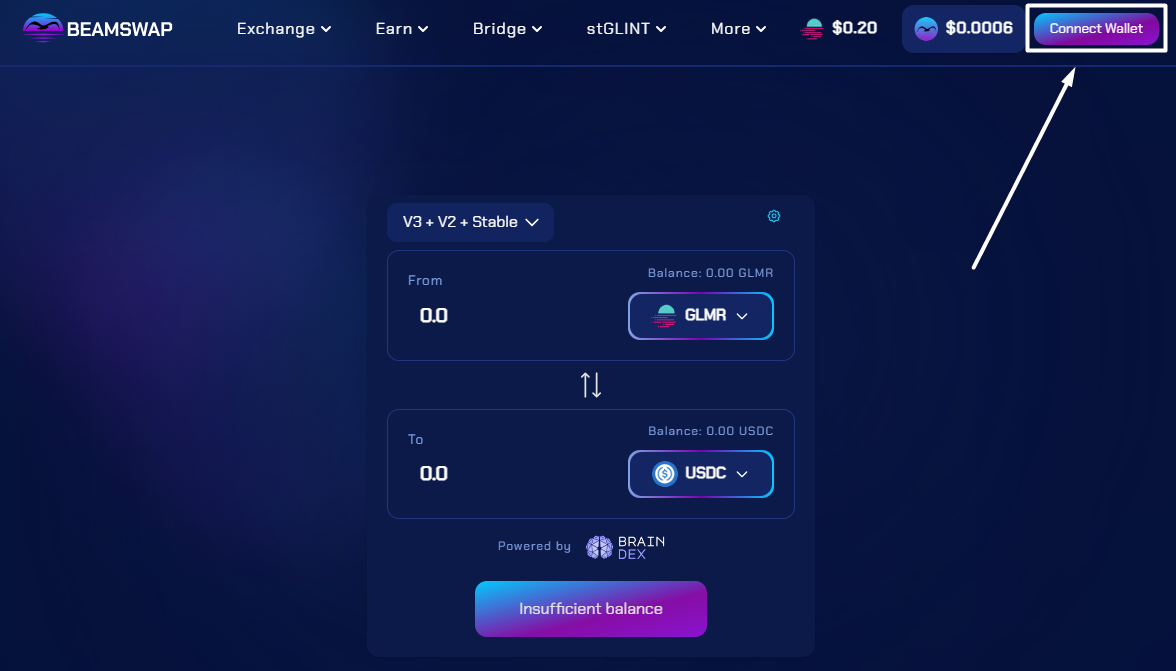 BEAMSWAP Exchange Earn Bridge stGLINT More $0.20 $0.0006 Connect Wallet
V3 + V2 + Stable
From Balance: 0.00 GLMR
0.0 GLMR
To Balance: 0.00 USDC
0.0 USDC
Powered by BRAIN
DEX
Insufficient balance